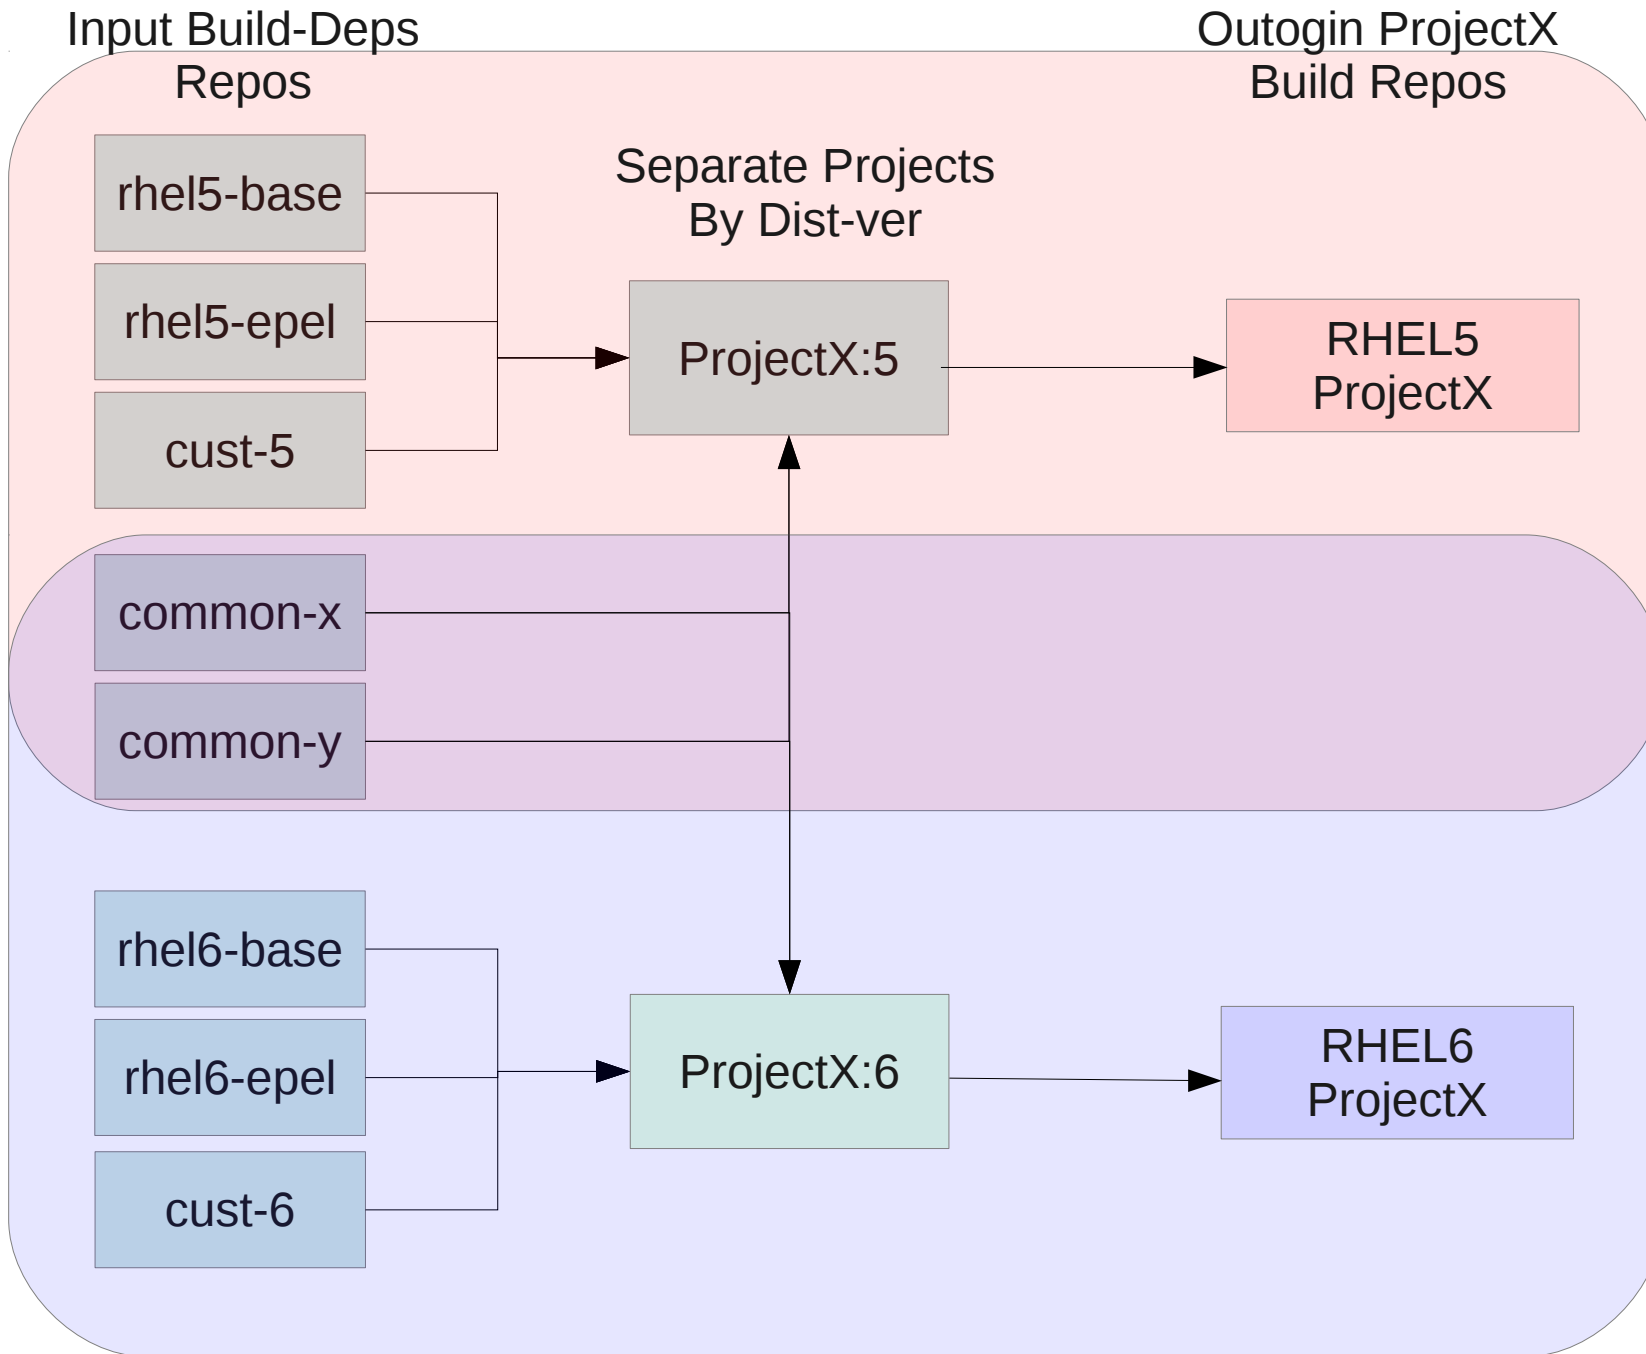 Input Build-Deps
Repos
Outogin ProjectX
Build Repos
Separate Projects
By Dist-ver
rhel5-base
rhel5-epel
cust-5
ProjectX:5
RHEL5
ProjectX
common-x
common-y
rhel6-base
rhel6-epel
cust-6
ProjectX:6
RHEL6
ProjectX